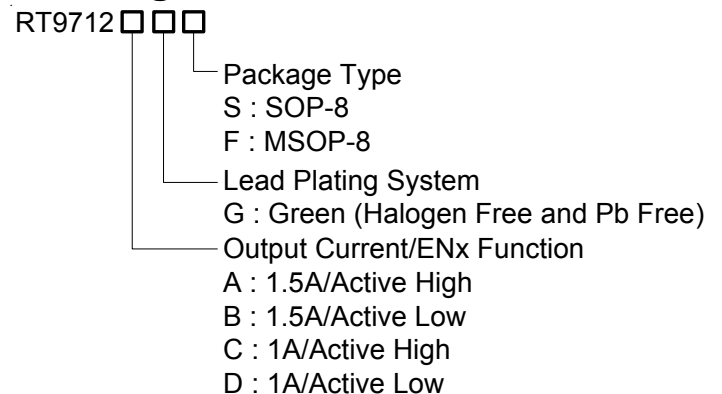 RT9712□□□
Package Type
S : SOP-8
F : MSOP-8
Lead Plating System
G : Green (Halogen Free and Pb Free)
Output Current/ENx Function
A : 1.5A/Active High
B : 1.5A/Active Low
C : 1A/Active High
D : 1A/Active Low